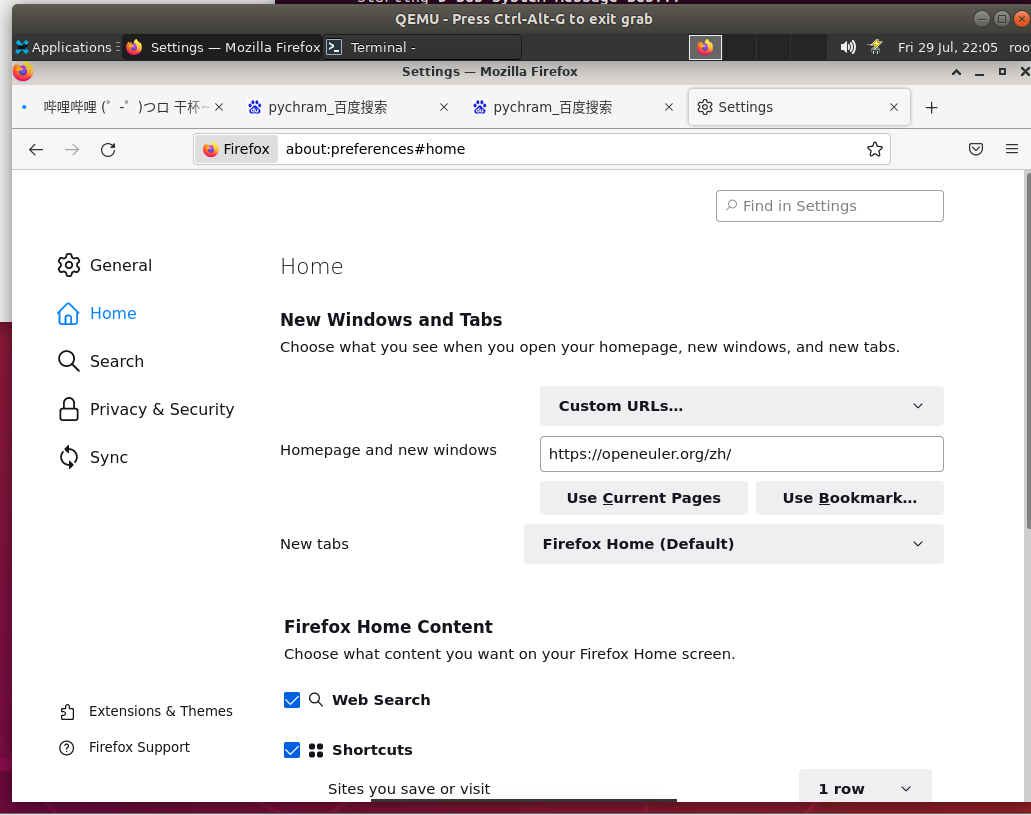 QEMU - Press Ctrl-Alt-G to exit grab
Applications Settings — Mozilla Firefox Terminal - Fri 29 Jul, 22:05 roo
Settings — Mozilla Firefox
哔哩哔哩 (゜-゜)つロ 干杯~ pychram_百度搜索 pychram_百度搜索 Settings
Firefox about:preferences#home
Find in Settings
General
Home
Search
Privacy & Security
Sync
Extensions & Themes
Firefox Support
Home
New Windows and Tabs
Choose what you see when you open your homepage, new windows, and new tabs.
Custom URLs...
Homepage and new windows
https://openeuler.org/zh/
Use Current Pages Use Bookmark...
New tabs Firefox Home (Default)
Firefox Home Content
Choose what content you want on your Firefox Home screen.
Web Search
Shortcuts
Sites you save or visit 1 row